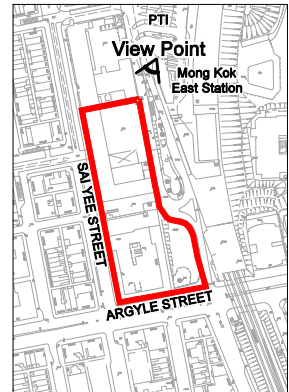 PTI
View Point
Mong Kok
East Station
SAI YEE STREET
ARGYLE STREET